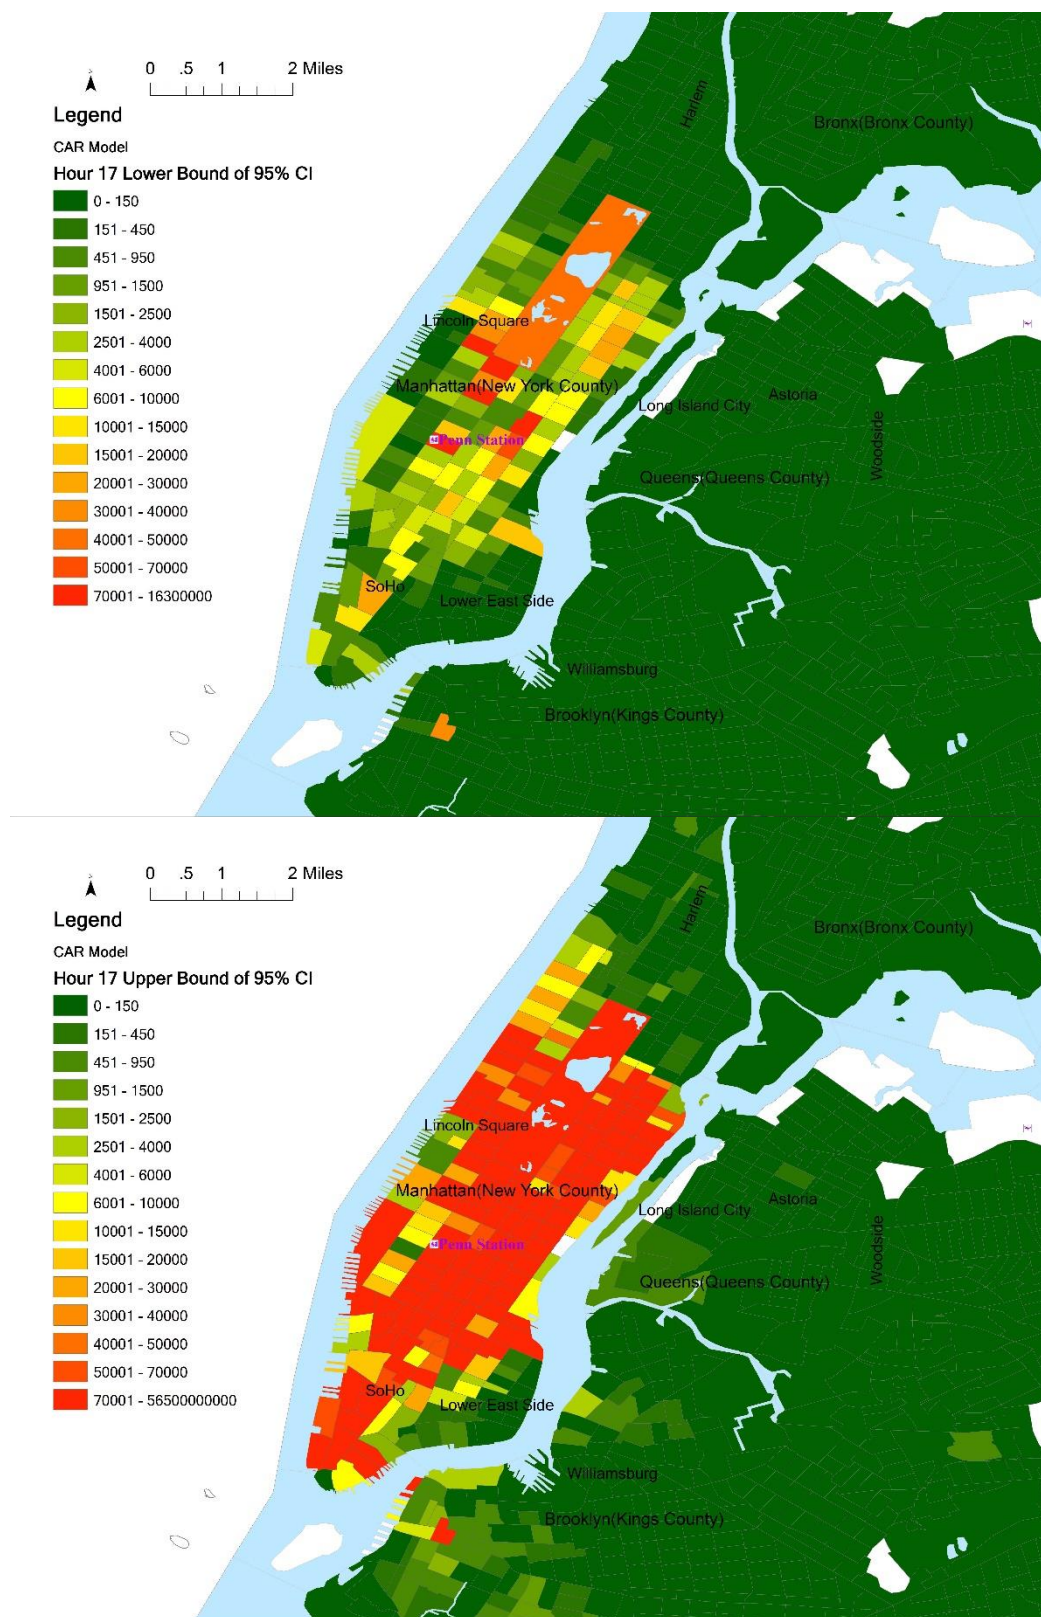 0 .5 1 2 Miles
Legend
CAR Model
Hour 17 Lower Bound of 95% CI
0 - 150
151 - 450
451 - 950
951 - 1500
1501 - 2500
2501 - 4000
4001 - 6000
6001 - 10000
10001 - 15000
15001 - 20000
20001 - 30000
30001 - 40000
40001 - 50000
50001 - 70000
70001 - 16300000
Harlem
Bronx(Bronx County)
Lincoln Square
Manhattan(New York County)
Long Island City
Astoria
Woodside
Penn Station
Queens(Queens County)
SoHo
Lower East Side
Williamsburg
Brooklyn(Kings County)
0 .5 1 2 Miles
Legend
CAR Model
Hour 17 Upper Bound of 95% CI
0 - 150
151 - 450
451 - 950
951 - 1500
1501 - 2500
2501 - 4000
4001 - 6000
6001 - 10000
10001 - 15000
15001 - 20000
20001 - 30000
30001 - 40000
40001 - 50000
50001 - 70000
70001 - 56500000000
Harlem
Bronx(Bronx County)
Lincoln Square
Manhattan(New York County)
Long Island City
Astoria
Woodside
Penn Station
Queens(Queens County)
SoHo
Lower East Side
Williamsburg
Brooklyn(Kings County)